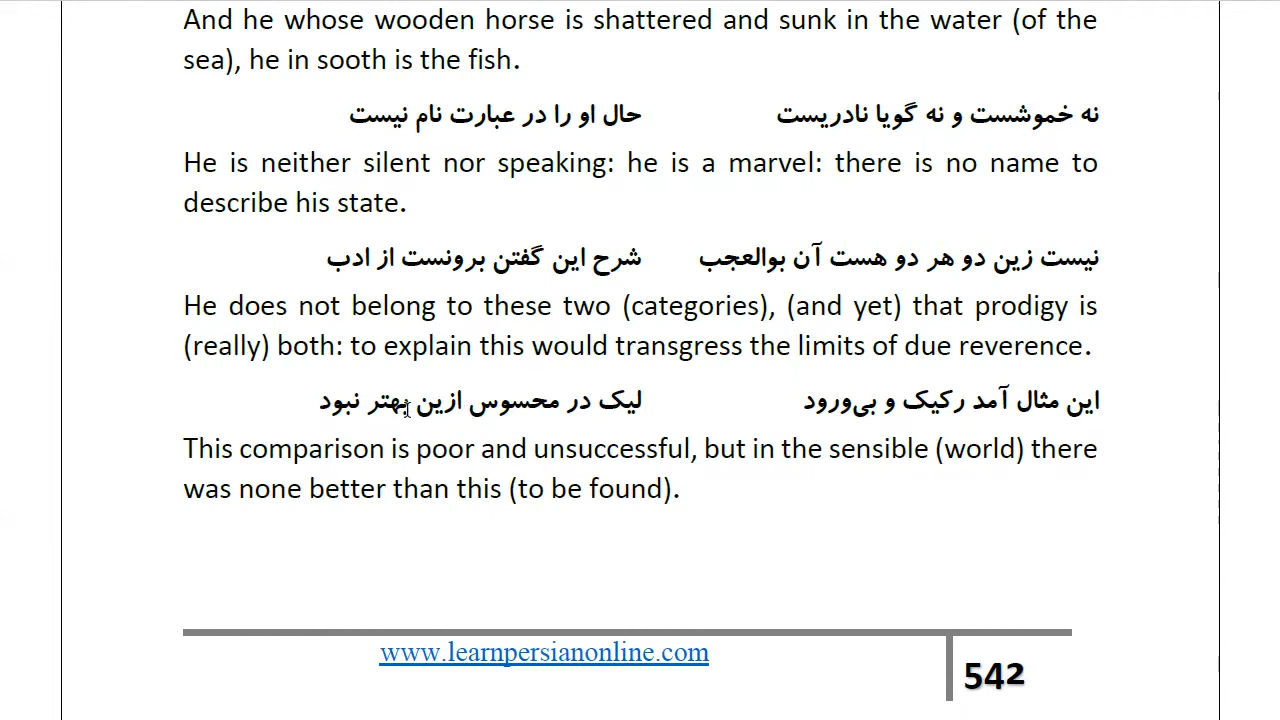 And he whose wooden horse is shattered and sunk in the water (of the
sea), he in sooth is the fish.
نه خموشست و نه گویا نادریست حال او را در عبارت نام نیست
He is neither silent nor speaking: he is a marvel: there is no name to
describe his state.
نیست زین دو هر دو هست آن بوالعجب شرح این گفتن برونست از ادب
He does not belong to these two (categories), (and yet) that prodigy is
(really) both: to explain this would transgress the limits of due reverence.
این مثال آمد رکیک و بی‌ورود لیک در محسوس ازین بهتر نبود
This comparison is poor and unsuccessful, but in the sensible (world) there
was none better than this (to be found).
www.learnpersianonline.com
542